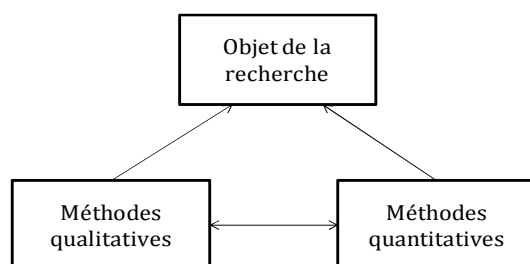 Objet de la
recherche
Méthodes
qualitatives
Méthodes
quantitatives